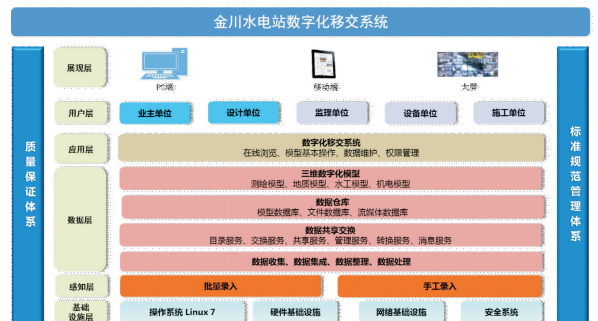 金川水电站数字化移交系统
质量保证体系
标准规范管理体系
展现层
PC端
移动端
大屏
用户层
业主单位
设计单位
监理单位
设备单位
施工单位
应用层
数字化移交系统
在线浏览、模型基本操作、数据维护、权限管理
数据层
三维数字化模型
测绘模型、地质模型、水工模型、机电模型
数据仓库
模型数据库、文件数据库、流媒体数据库
数据共享交换
目录服务、交换服务、共享服务、管理服务、转换服务、消息服务
数据收集、数据集成、数据整理、数据处理
感知层
批量录入
手工录入
基础
设施层
操作系统 Linux 7
硬件基础设施
网络基础设施
安全系统